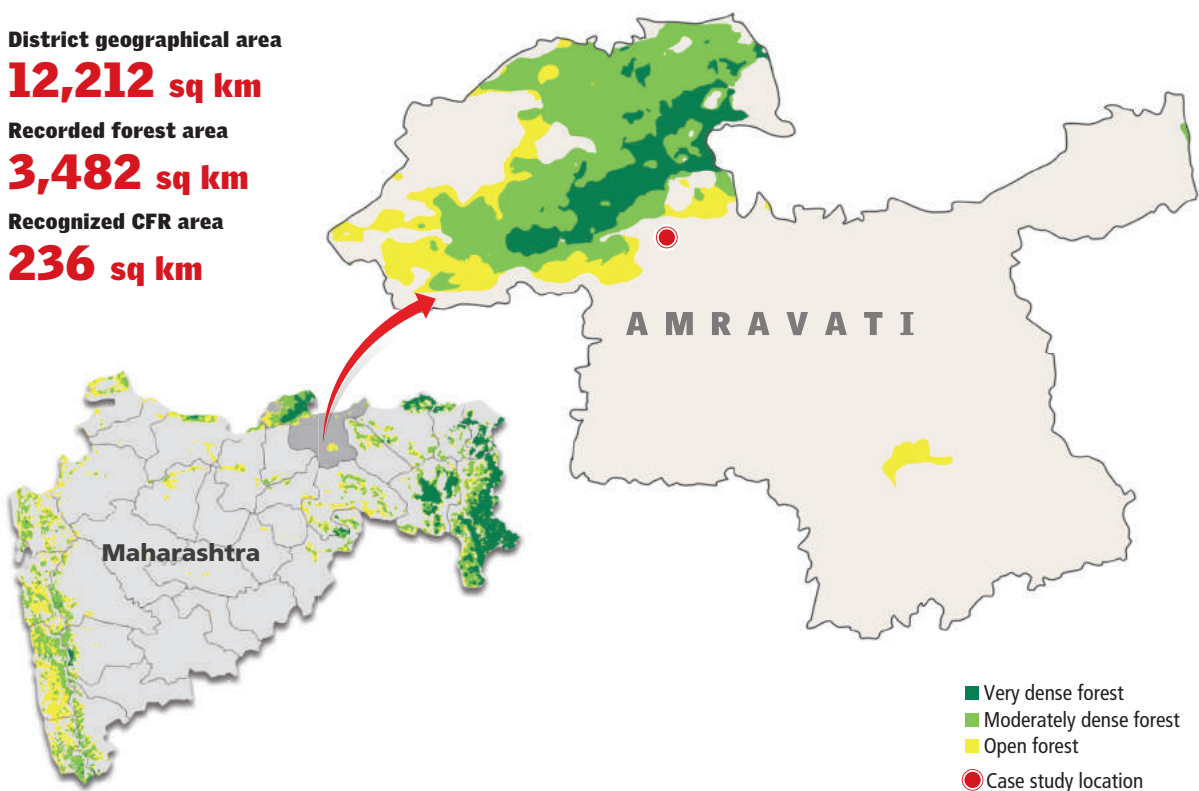 District geographical area
12,212 sq km
Recorded forest area
3,482 sq km
Recognized CFR area
236 sq km
AMRAVATI
Maharashtra
Very dense forest
Moderately dense forest
Open forest
Case study location